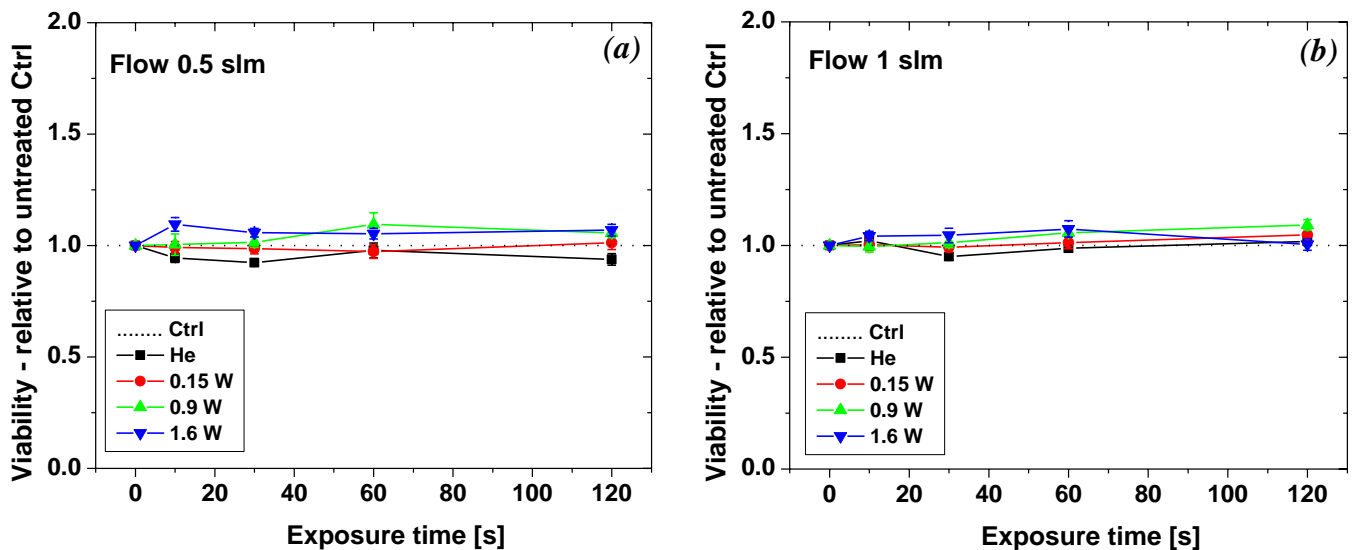 (a)
Flow 0.5 slm
Viability - relative to untreated Ctrl
2.0
1.5
1.0
0.5
0.0
........ Ctrl
He
0.15 W
0.9 W
1.6 W
0 20 40 60 80 100 120
Exposure time [s]
(b)
Flow 1 slm
Viability - relative to untreated Ctrl
2.0
1.5
1.0
0.5
0.0
........ Ctrl
He
0.15 W
0.9 W
1.6 W
0 20 40 60 80 100 120
Exposure time [s]